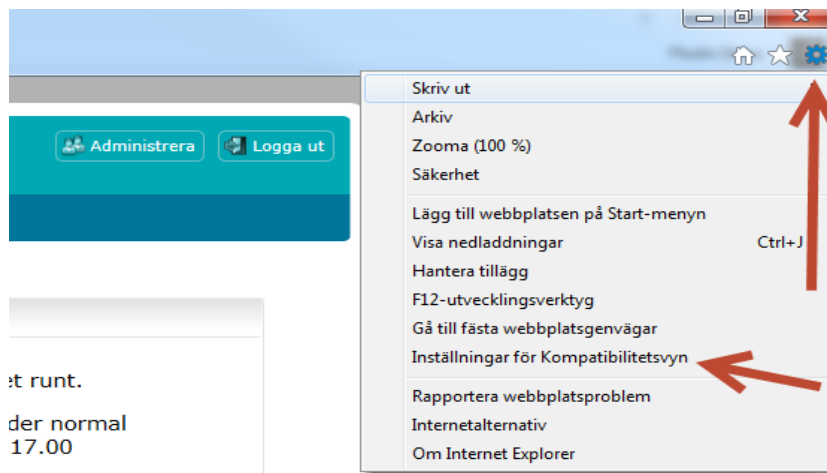 Skriv ut
Arkiv
Zooma (100 %)
Säkerhet
Lägg till webbplatsen på Start-menyn
Visa nedladdningar Ctrl+J
Hantera tillägg
F12-utvecklingsverktyg
Gå till fästa webbplatsgenvägar
Inställningar för Kompatibilitetsvyn
Rapportera webbplatsproblem
Internetalternativ
Om Internet Explorer
Administrera Logga ut
et runt.
der normal
17.00